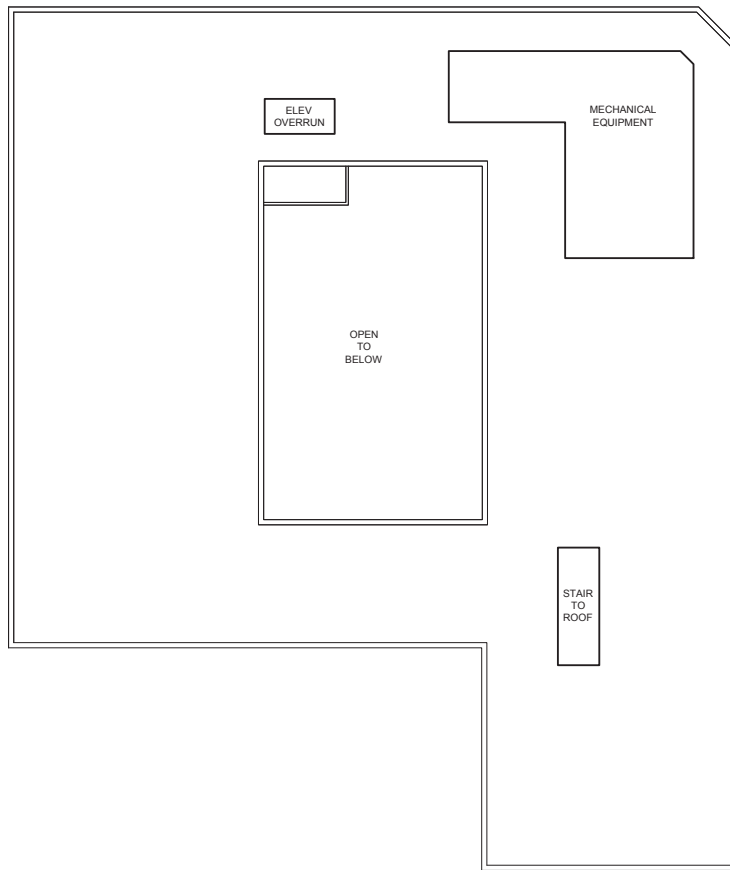 ELEV
OVERRUN
MECHANICAL
EQUIPMENT
OPEN
TO
BELOW
STAIR
TO
ROOF